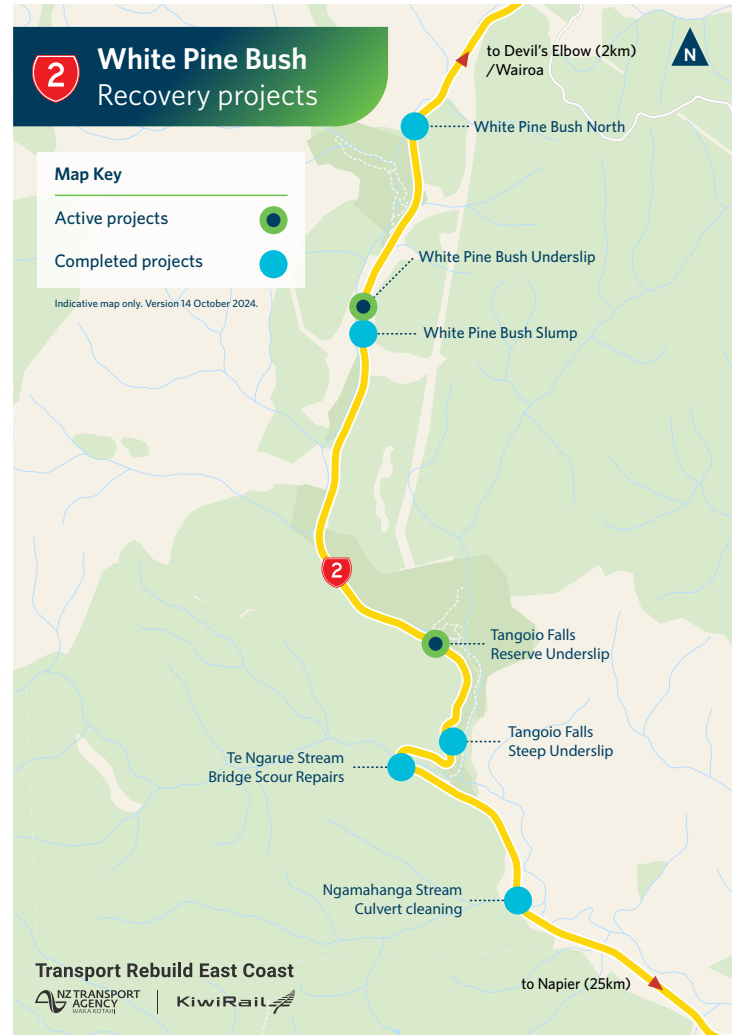 2
White Pine Bush
Recovery projects
to Devil's Elbow (2km)
/Wairoa
N
White Pine Bush North
Map Key
Active projects
Completed projects
Indicative map only. Version 14 October 2024.
White Pine Bush Underslip
White Pine Bush Slump
2
Tangoio Falls
Reserve Underslip
Tangoio Falls
Steep Underslip
Te Ngarue Stream
Bridge Scour Repairs
Ngamahanga Stream
Culvert cleaning
to Napier (25km)
Transport Rebuild East Coast
NZ TRANSPORT
AGENCY
WAKA KOTAHI
KiwiRail